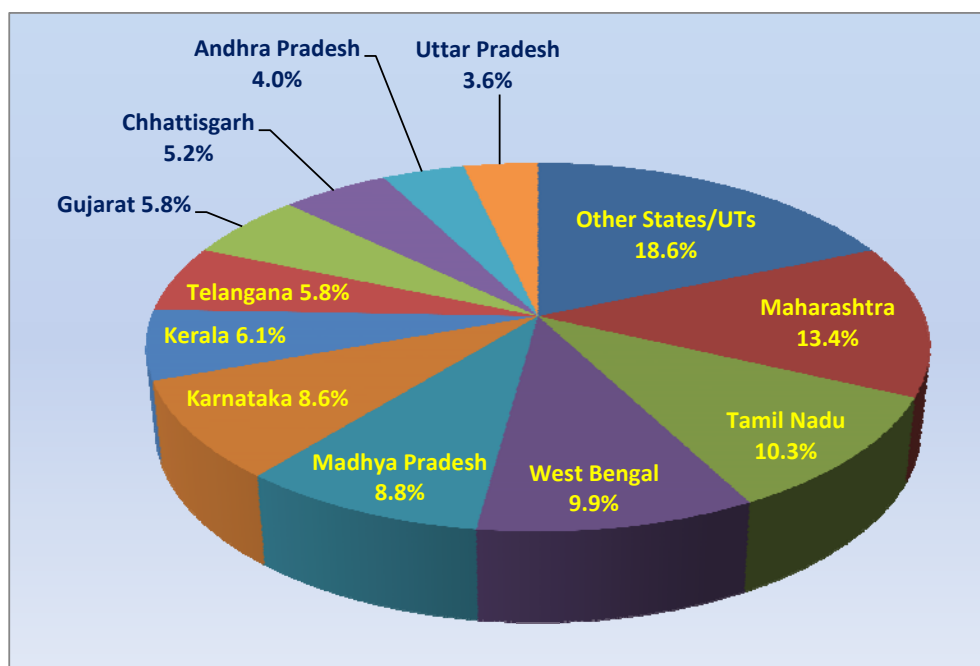 Andhra Pradesh
4.0%
Uttar Pradesh
3.6%
Chhattisgarh
5.2%
Gujarat 5.8%
Other States/UTs
18.6%
Telangana 5.8%
Maharashtra
13.4%
Kerala 6.1%
Karnataka 8.6%
Tamil Nadu
10.3%
Madhya Pradesh
8.8%
West Bengal
9.9%